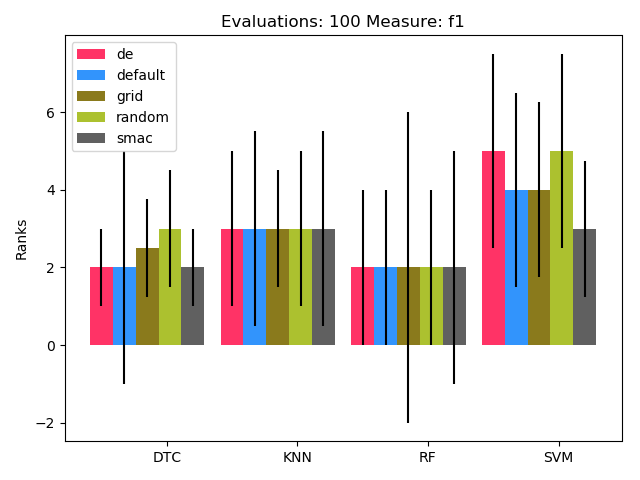 Evaluations: 100 Measure: f1
de
default
grid
random
smac
6
4
2
0
−2
Ranks
DTC KNN RF SVM